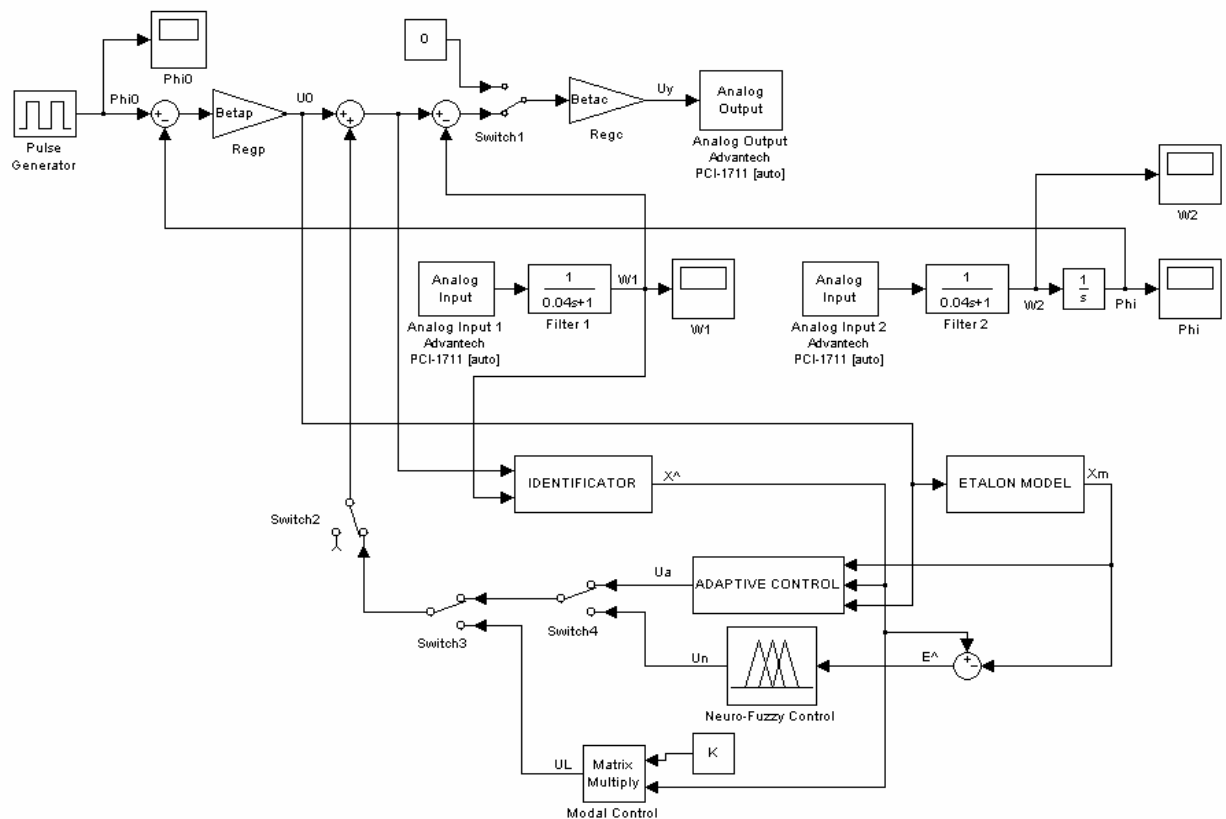 Phi0
Phi0
Pulse
Generator
+
−
Betap
Regp
U0
+
+
0
+
−
Switch1
Betac
Regc
Uy
Analog
Output
Analog Output
Advantech
PCI-1711 [auto]
W2
Analog
Input
Analog Input 1
Advantech
PCI-1711 [auto]
1
0.04s+1
Filter 1
W1
W1
Analog
Input
Analog Input 2
Advantech
PCI-1711 [auto]
1
0.04s+1
Filter 2
W2
1
s
Phi
Phi
IDENTIFICATOR
X^
ETALON MODEL
Xm
Switch2
Switch3
Switch4
Ua
ADAPTIVE CONTROL
Un
Neuro-Fuzzy Control
E^
+
−
UL
Matrix
Multiply
Modal Control
K